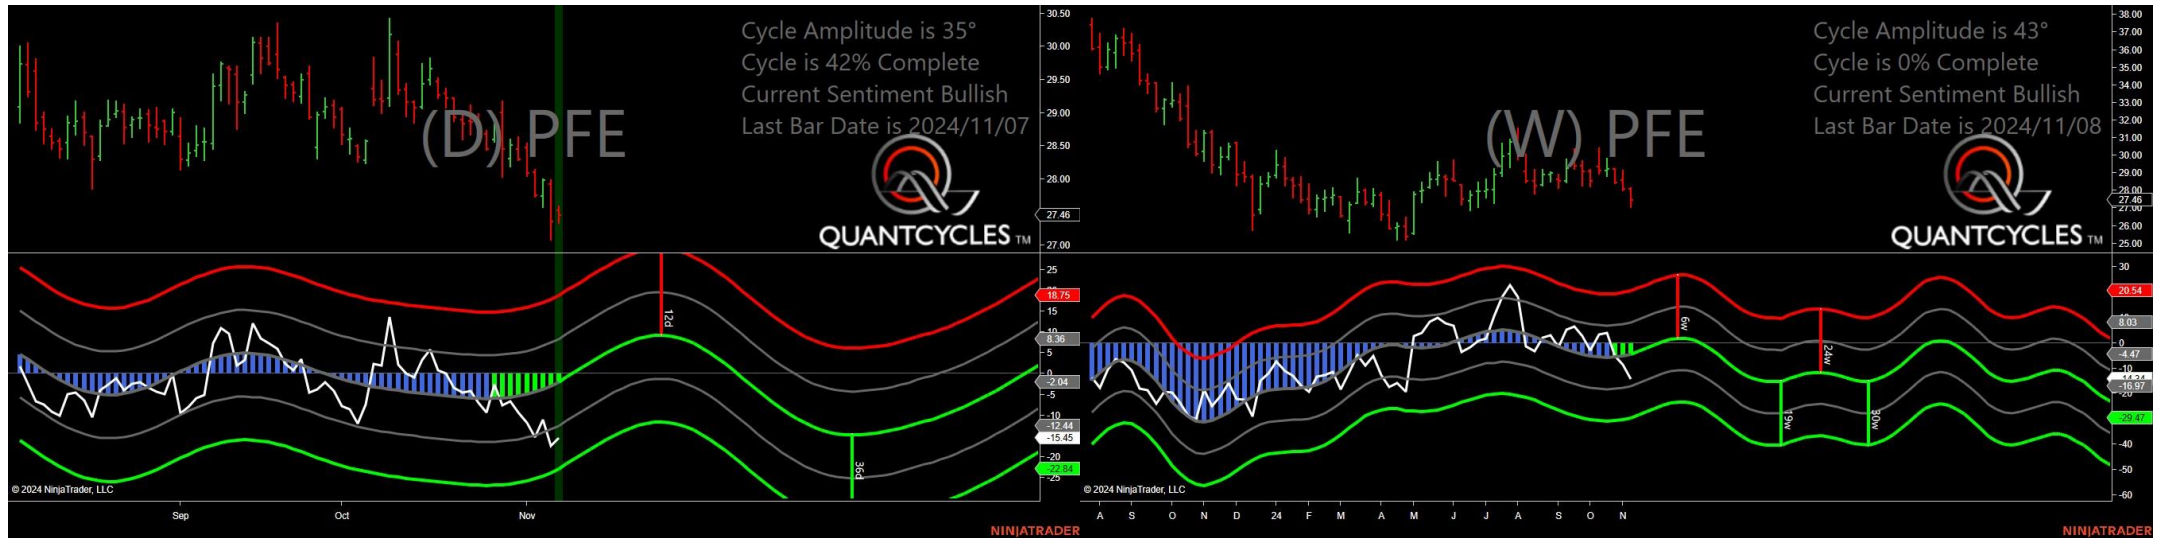 Cycle Amplitude is 35°
Cycle is 42% Complete
Current Sentiment Bullish
Last Bar Date is 2024/11/07
(D) PFE
QUANTCYCLES TM
30.50
30.00
29.50
29.00
28.50
28.00
27.46
27.00
25
18.75
15
10
8.36
5
0
-2.04
-5
-10
-12.44
-15.45
-20
-22.84
-25
12d
36d
© 2024 NinjaTrader, LLC
Sep Oct Nov
NINJATRADER
Cycle Amplitude is 43°
Cycle is 0% Complete
Current Sentiment Bullish
Last Bar Date is 2024/11/08
(W) PFE
QUANTCYCLES TM
38.00
37.00
36.00
35.00
34.00
33.00
32.00
31.00
30.00
29.00
28.00
27.46
27.00
26.00
25.00
30
20.54
8.03
0
-4.47
-10
-16.97
-20
-29.47
-40
-50
-60
6w
24w
19w
30w
© 2024 NinjaTrader, LLC
A S O N D 24 F M A M J J A S O N
NINJATRADER